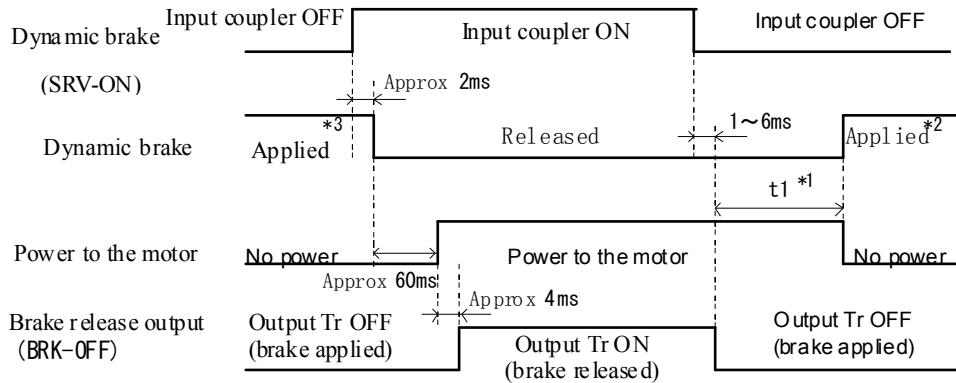 Input coupler OFF
Input coupler OFF
Dynamic brake
Input coupler ON
(SRV-ON)
Approx 2ms
*3
1～6ms
*2
Dynamic brake
Applied
Released
Applied
t1 *1
Power to the motor
No power
Power to the motor
No power
Approx 60ms
Approx 4ms
Brake release output
Output Tr OFF
Output Tr OFF
(BRK-OFF)
(brake applied)
Output Tr ON
(brake applied)
(brake released)